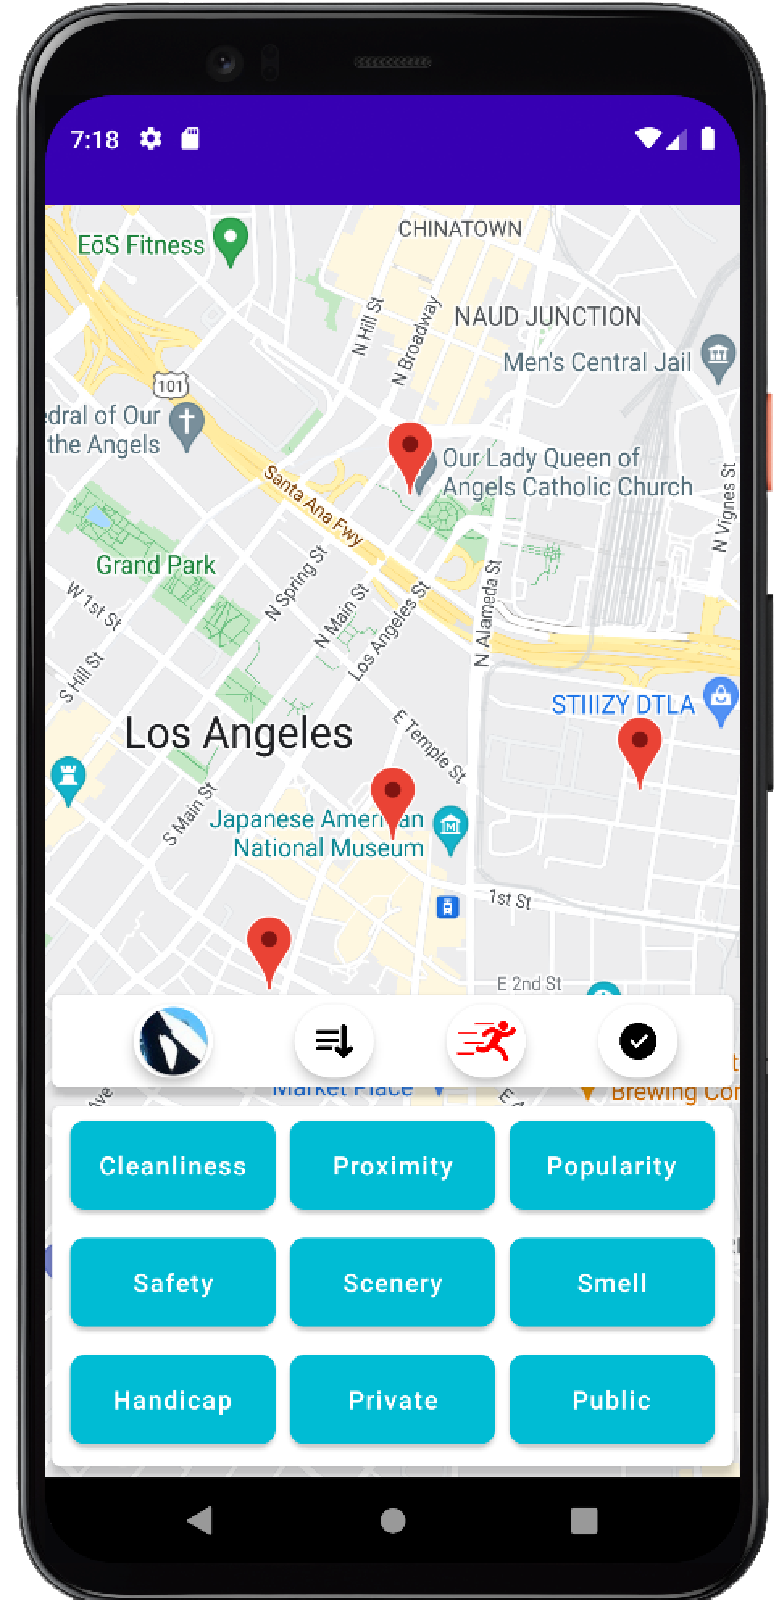 7:18
EōS Fitness
CHINATOWN
N Hill St
N Broadway
NAUD JUNCTION
Men's Central Jail
101
edral of Our
the Angels
Santa Ana Fwy
Our Lady Queen of
Angels Catholic Church
N Vignes St
Grand Park
W 1st St
N Spring St
N Main St
Los Angeles St
N Alameda St
S Hill St
STIIIZY DTLA
Los Angeles
E Temple St
S Main St
Japanese American
National Museum
1st St
E 2nd St
Ave
Market Place
Brewing Cor
Cleanliness
Proximity
Popularity
Safety
Scenery
Smell
Handicap
Private
Public